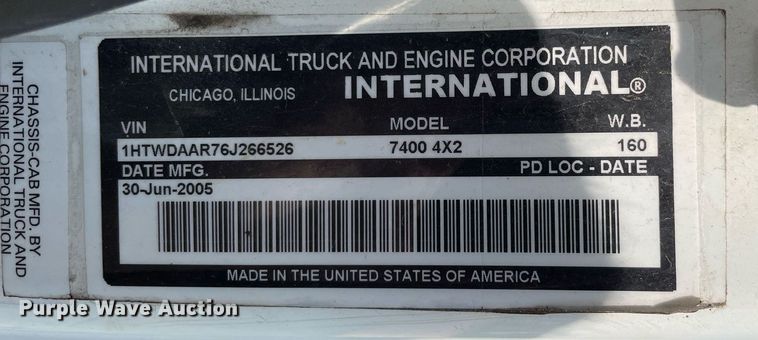 CHASSIS-CAB MFD. BY
INTERNATIONAL TRUCK AND
ENGINE CORPORATION
INTERNATIONAL TRUCK AND ENGINE CORPORATION
CHICAGO, ILLINOIS INTERNATIONAL®
VIN MODEL W.B.
1HTWDAAR76J266526 7400 4X2 160
DATE MFG. PD LOC - DATE
30-Jun-2005
MADE IN THE UNITED STATES OF AMERICA
Purple Wave Auction